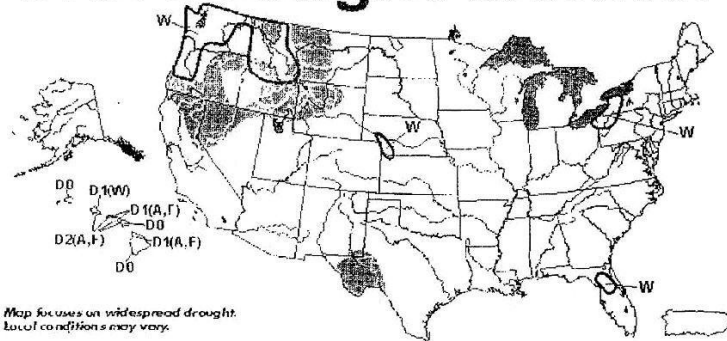 W
W
W
D0
D1(W)
D1(A,F)
D0
D2(A,F)
D1(A,F)
D0
W
Map focuses on widespread drought.
Local conditions may vary.